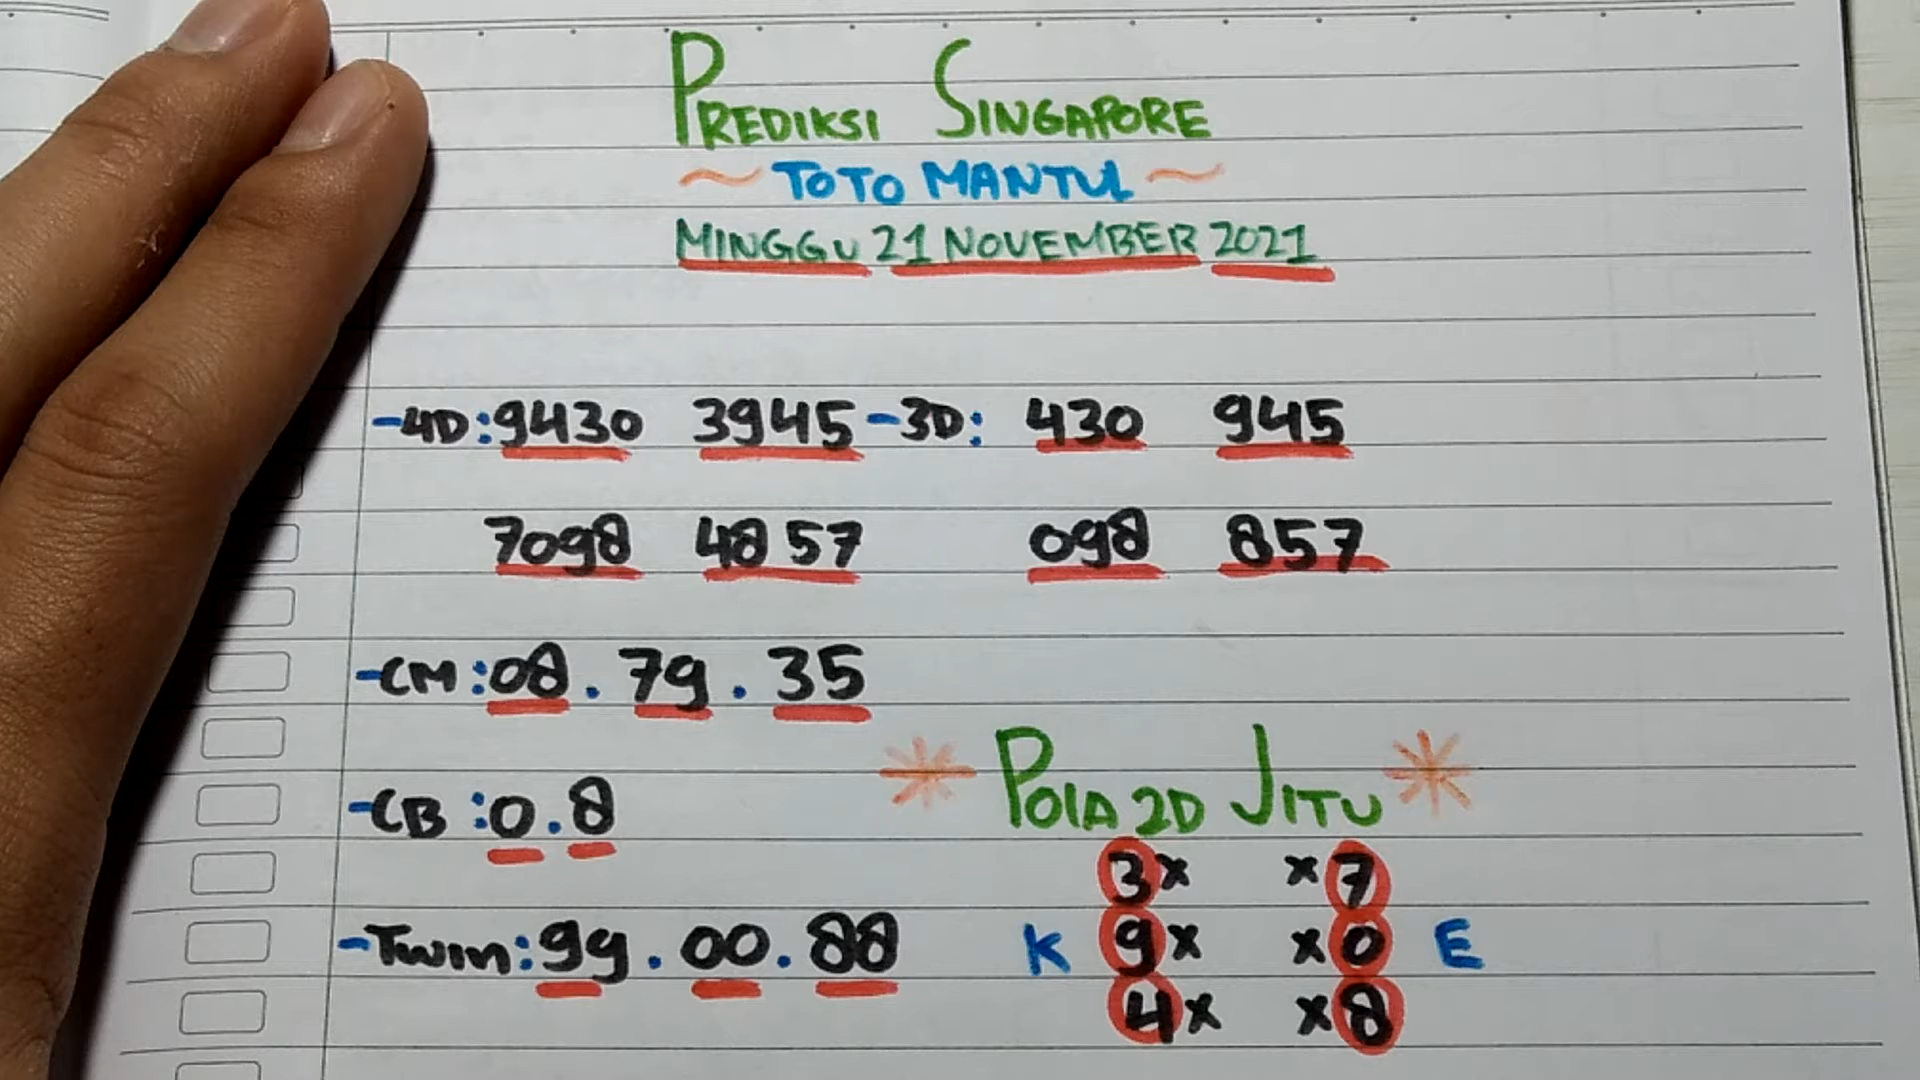 PREDIKSI SINGAPORE
~ TOTO MANTUL ~
MINGGU 21 NOVEMBER 2021
-4D: 9430 3945 -3D: 430 945
7098 4857 098 857
-CM: 08. 79. 35
-CB: 0.8
-Twin: 99.00.88
* POlA 2D JITU *
3x x7
K 9x x0 E
4x x8